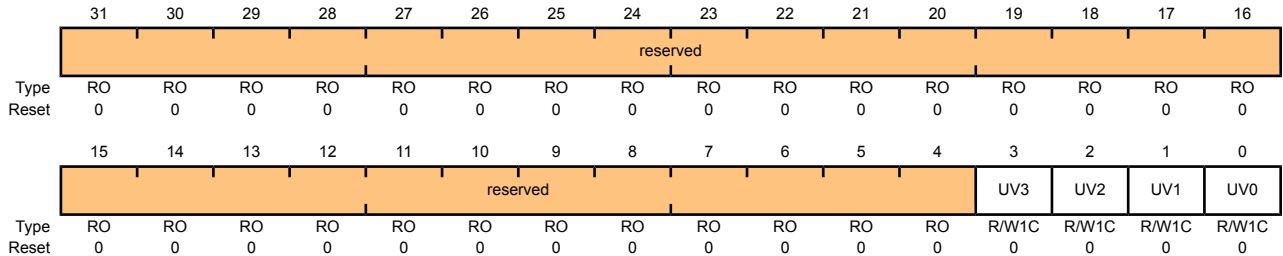 31 30 29 28 27 26 25 24 23 22 21 20 19 18 17 16
reserved
Type RO RO RO RO RO RO RO RO RO RO RO RO RO RO RO RO
Reset 0 0 0 0 0 0 0 0 0 0 0 0 0 0 0 0
15 14 13 12 11 10 9 8 7 6 5 4 3 2 1 0
reserved UV3 UV2 UV1 UV0
Type RO RO RO RO RO RO RO RO RO RO RO RO R/W1C R/W1C R/W1C R/W1C
Reset 0 0 0 0 0 0 0 0 0 0 0 0 0 0 0 0